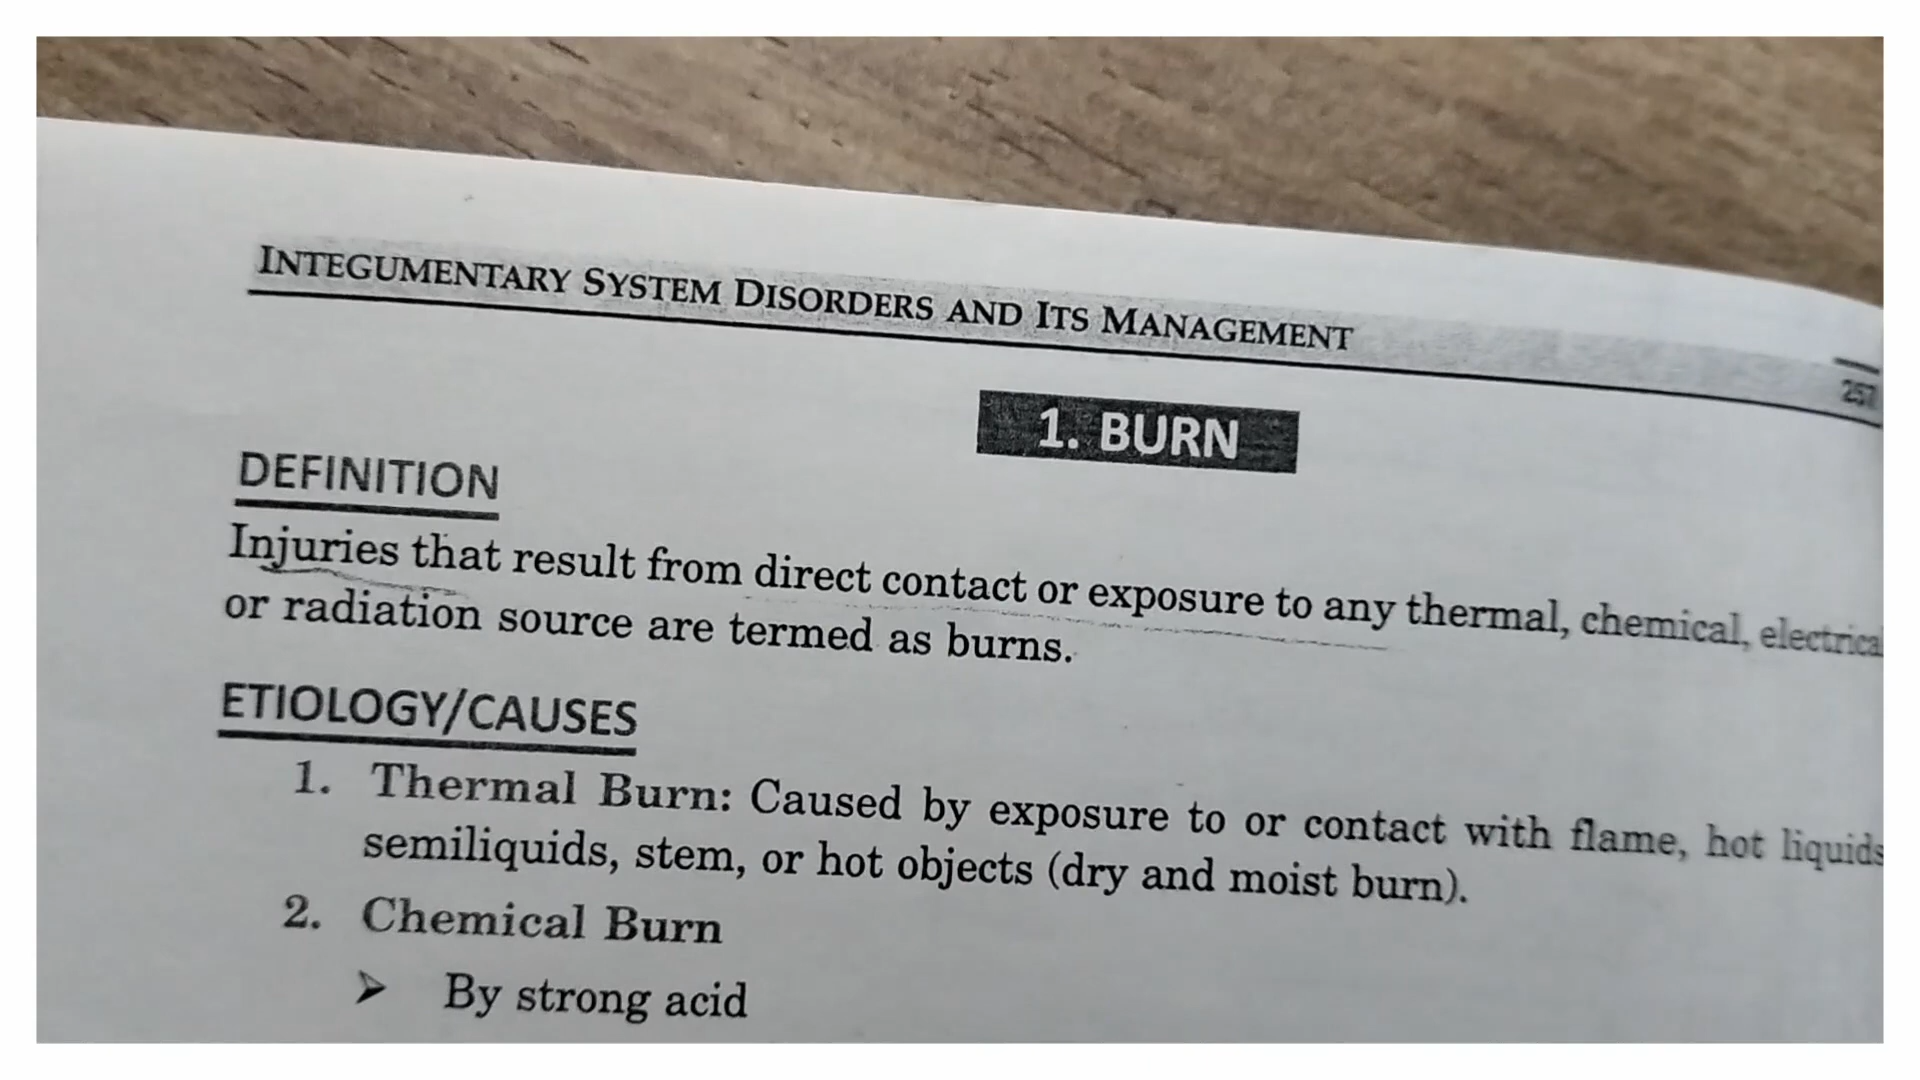 INTEGUMENTARY SYSTEM DISORDERS AND ITS MANAGEMENT
257
1. BURN
DEFINITION
Injuries that result from direct contact or exposure to any thermal, chemical, electrical
or radiation source are termed as burns.
ETIOLOGY/CAUSES
1. Thermal Burn: Caused by exposure to or contact with flame, hot liquids
semiliquids, stem, or hot objects (dry and moist burn).
2. Chemical Burn
➤ By strong acid